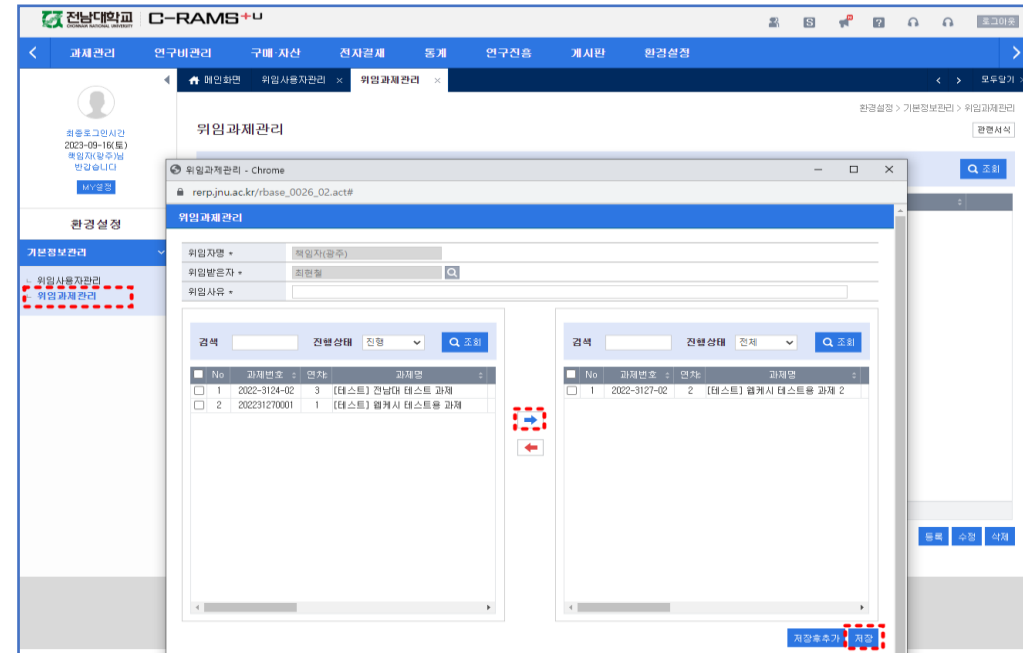 전남대학교 C-RAMS+U
CHONNAM NATIONAL UNIVERSITY
로그아웃
과제관리 연구비관리 구매·자산 전자결재 통계 연구진흥 게시판 환경설정
메인화면 위임사용자관리 × 위임과제관리 × 모두닫기
환경설정 > 기본정보관리 > 위임과제관리
위임과제관리
관련서식
최종로그인시간
2023-09-16(토)
책임자(광주)님
반갑습니다
MY설정
환경설정
기본정보관리
위임사용자관리
위임과제관리
조회
위임과제관리 - Chrome
rerp.jnu.ac.kr/rbase_0026_02.act#
위임과제관리
위임자명 책임자(광주)
위임받은자 최현철
위임사유
검색 진행상태 진행 조회
No 과제번호 연차 과제명
1 2022-3124-02 3 [테스트] 전남대 테스트 과제
2 202231270001 1 [테스트] 웹케시 테스트용 과제
검색 진행상태 전체 조회
No 과제번호 연차 과제명
1 2022-3127-02 2 [테스트] 웹케시 테스트용 과제 2
등록 수정 삭제
저장후추가 저장